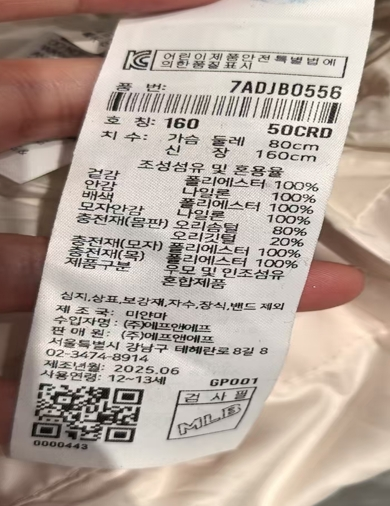 어린이제품안전특별법에
의한품질표시
품 번: 7ADJB0556
호 칭: 160 50CRD
치 수: 가슴 둘레 80cm
신 장 160cm
조성섬유 및 혼용율
겉감 폴리에스터 100%
안감 나일론 100%
배색 폴리에스터 100%
모자안감 나일론 100%
충전재(몸판) 오리솜털 80%
오리깃털 20%
충전재(모자) 폴리에스터 100%
충전재(목) 폴리에스터 100%
제품구분 우모 및 인조섬유
혼합제품
심지,상표,보강재,자수,장식,밴드 제외
제 조 국: 미얀마
수입자명 : (주)에프앤에프
판 매 원: (주)에프앤에프
서울특별시 강남구 테헤란로8길 8
02-3474-8914
제조년월: 2025.06
사용연령: 12~13세 GP001
검 사 필
MLB
0000443